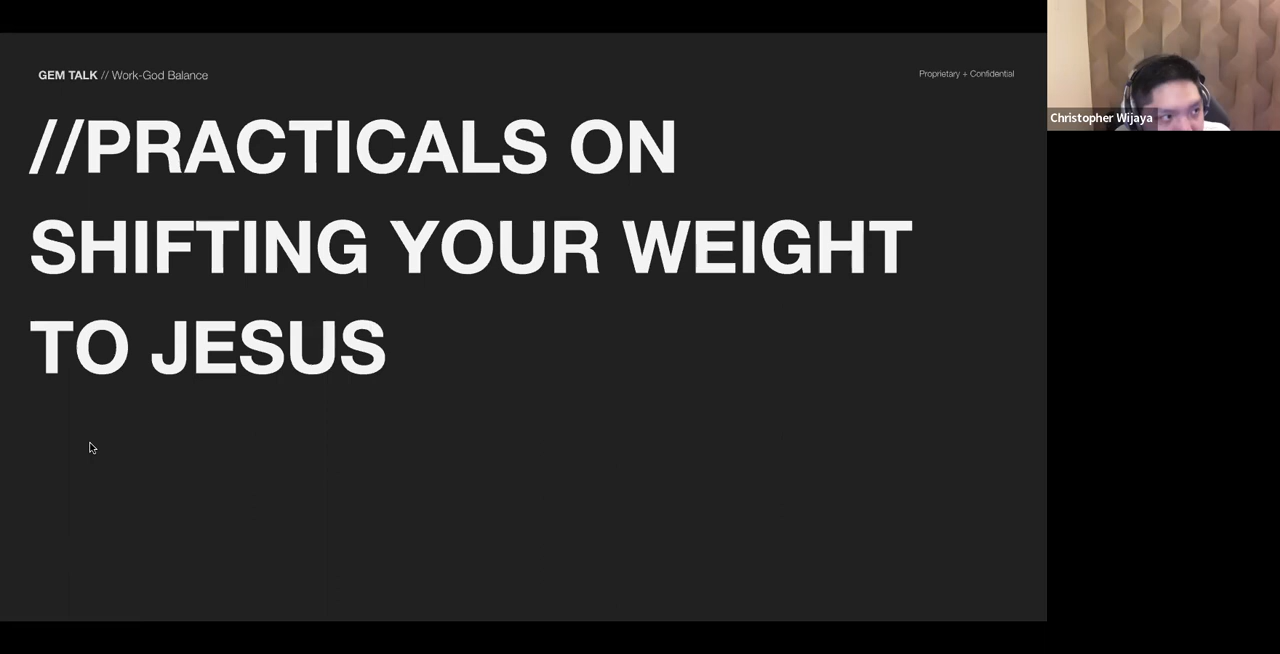 GEM TALK // Work-God Balance
Proprietary + Confidential
//PRACTICALS ON
SHIFTING YOUR WEIGHT
TO JESUS
Christopher Wijaya